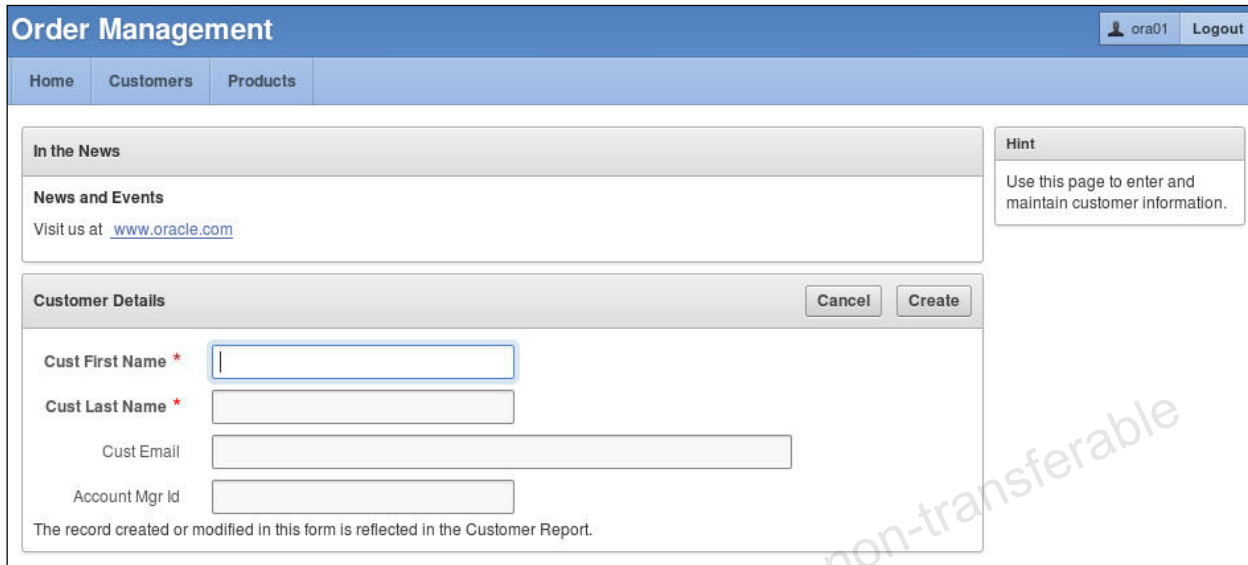 Order Management
ora01 Logout
Home Customers Products
In the News
News and Events
Visit us at www.oracle.com
Hint
Use this page to enter and
maintain customer information.
Customer Details
Cancel Create
Cust First Name *
Cust Last Name *
Cust Email
Account Mgr Id
The record created or modified in this form is reflected in the Customer Report.
non-transferable